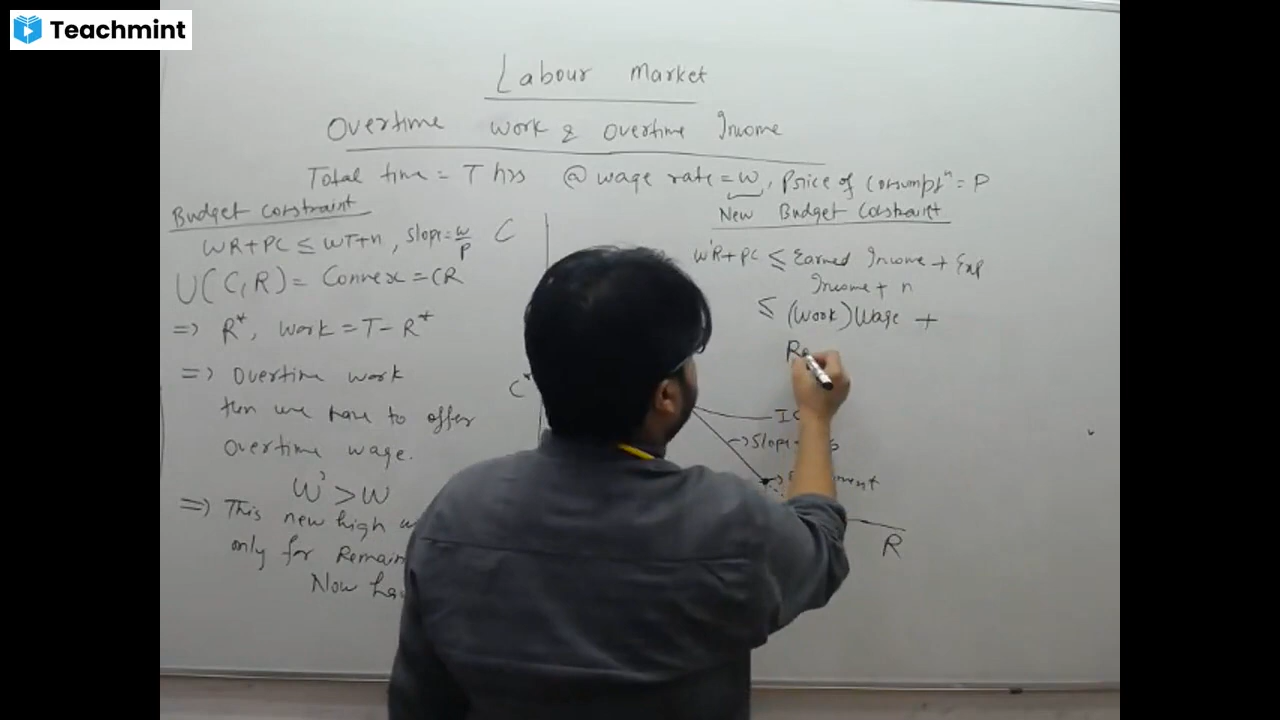 Teachmint
Labour Market
Overtime work & overtime Income
Total time = T hrs @ wage rate = w, Price of Consumptⁿ = P
Budget Constraint
WR + PC ≤ WT + n, Slope = w/P
U(C, R) = Convex = CR
=> R*, work = T - R*
=> Overtime work
then we have to offer
Overtime wage.
W' > W
=> This new high
only for Remain
Now ha
C
C*
New Budget Constraint
W'R + PC ≤ Earned Income + Exp
Income + n
≤ (Work) Wage +
Re
I
Slope
R